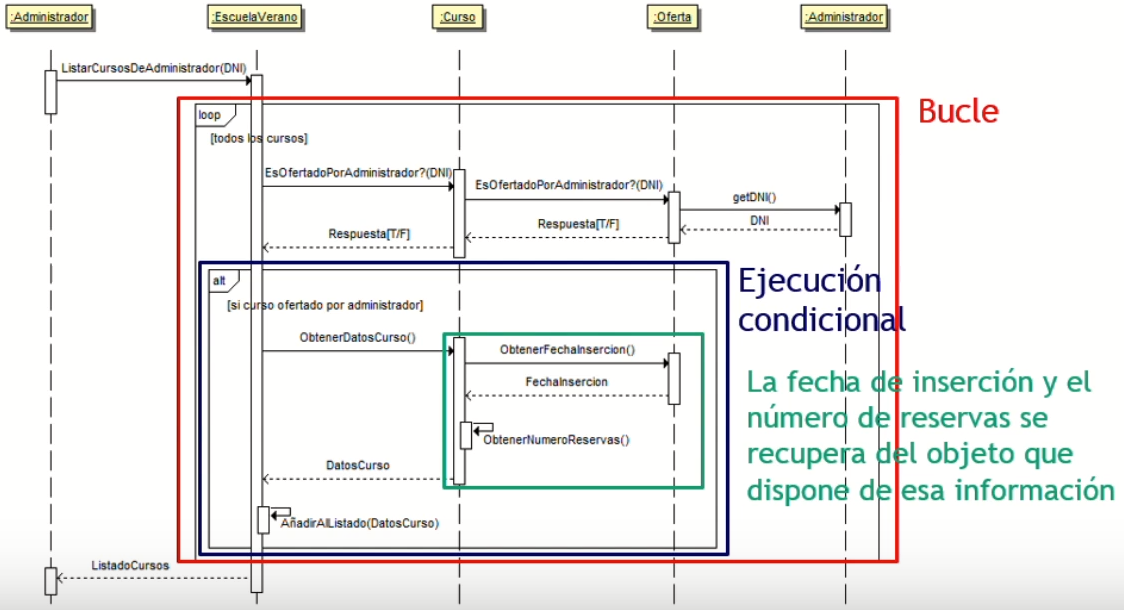 :Administrador
:EscuelaVerano
:Curso
:Oferta
:Administrador
ListarCursosDeAdministrador(DNI)
loop
Bucle
[todos los cursos]
EsOfertadoPorAdministrador?(DNI)
EsOfertadoPorAdministrador?(DNI)
getDNI()
DNI
Respuesta[T/F]
Respuesta[T/F]
alt
Ejecución
condicional
[si curso ofertado por administrador]
ObtenerDatosCurso()
ObtenerFechaInsercion()
FechaInsercion
La fecha de inserción y el
número de reservas se
recupera del objeto que
dispone de esa información
ObtenerNumeroReservas()
DatosCurso
AñadirAlListado(DatosCurso)
ListadoCursos